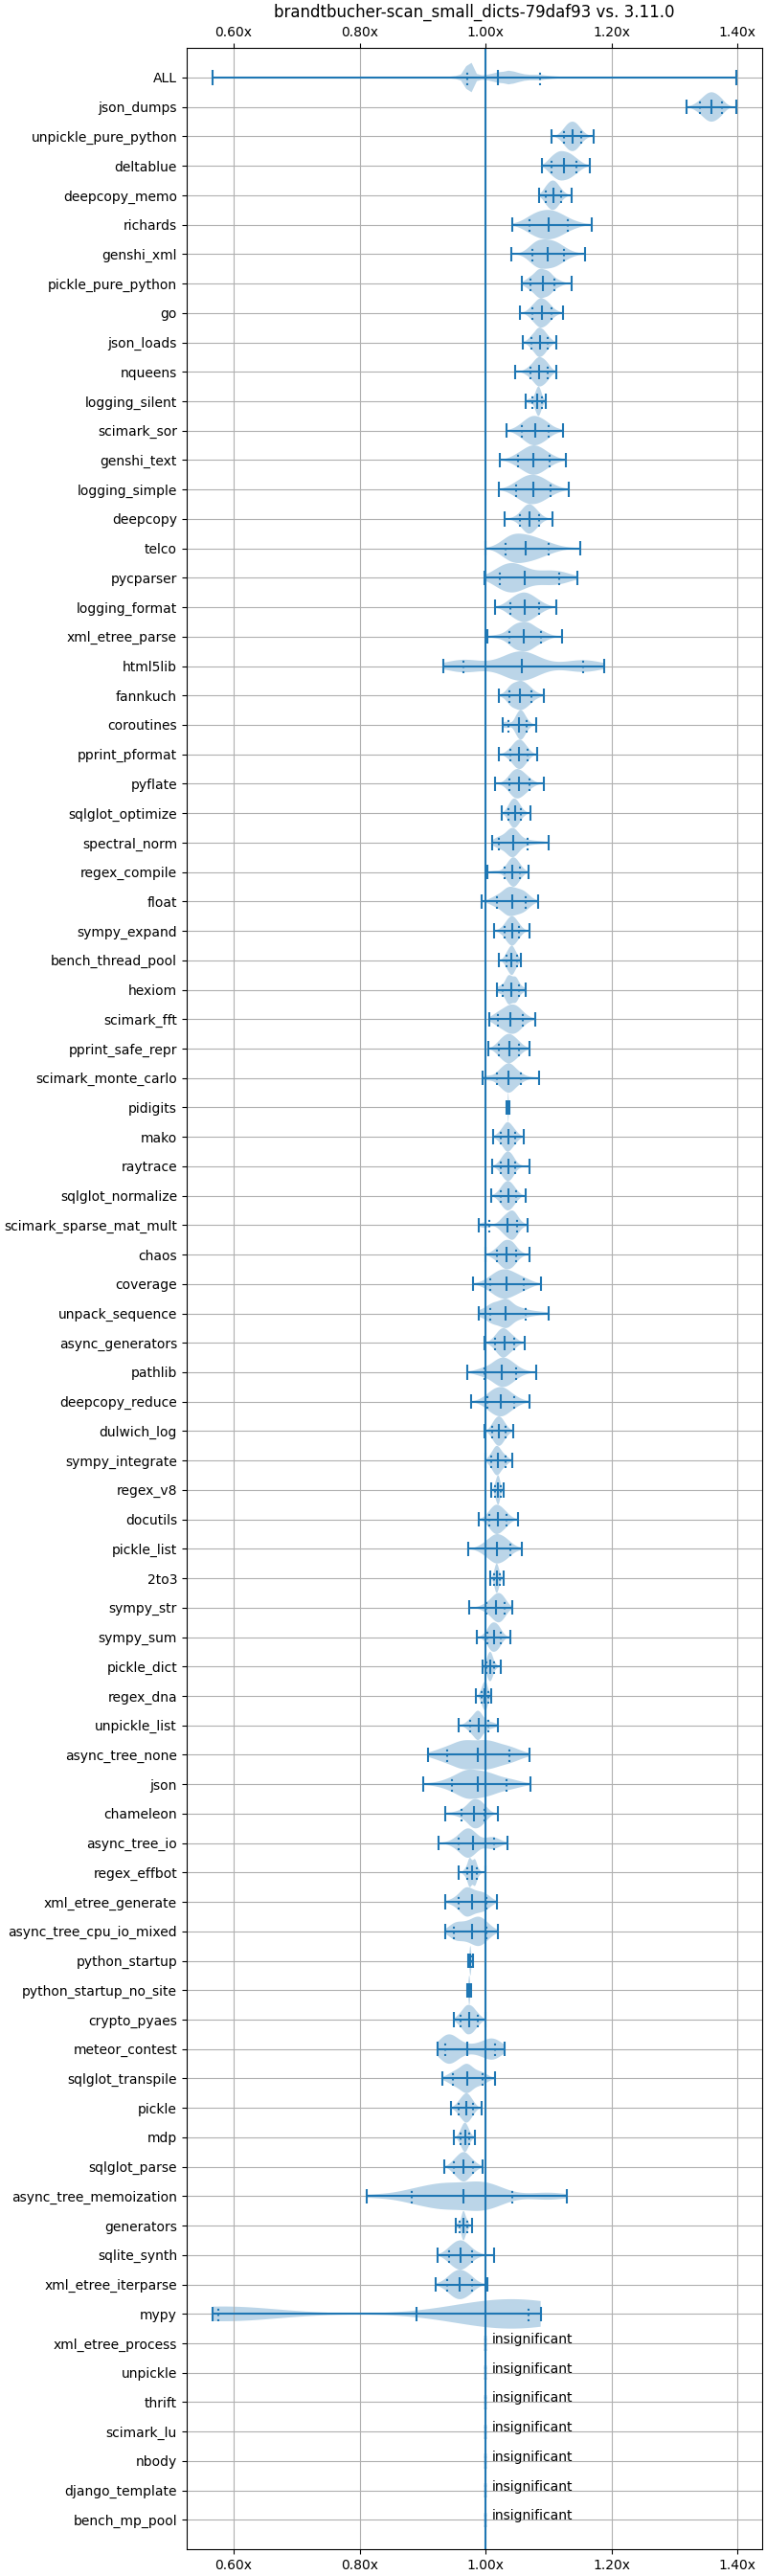 brandtbucher-scan_small_dicts-79daf93 vs. 3.11.0
0.60x 0.80x 1.00x 1.20x 1.40x
ALL
json_dumps
unpickle_pure_python
deltablue
deepcopy_memo
richards
genshi_xml
pickle_pure_python
go
json_loads
nqueens
logging_silent
scimark_sor
genshi_text
logging_simple
deepcopy
telco
pycparser
logging_format
xml_etree_parse
html5lib
fannkuch
coroutines
pprint_pformat
pyflate
sqlglot_optimize
spectral_norm
regex_compile
float
sympy_expand
bench_thread_pool
hexiom
scimark_fft
pprint_safe_repr
scimark_monte_carlo
pidigits
mako
raytrace
sqlglot_normalize
scimark_sparse_mat_mult
chaos
coverage
unpack_sequence
async_generators
pathlib
deepcopy_reduce
dulwich_log
sympy_integrate
regex_v8
docutils
pickle_list
2to3
sympy_str
sympy_sum
pickle_dict
regex_dna
unpickle_list
async_tree_none
json
chameleon
async_tree_io
regex_effbot
xml_etree_generate
async_tree_cpu_io_mixed
python_startup
python_startup_no_site
crypto_pyaes
meteor_contest
sqlglot_transpile
pickle
mdp
sqlglot_parse
async_tree_memoization
generators
sqlite_synth
xml_etree_iterparse
mypy
xml_etree_process insignificant
unpickle insignificant
thrift insignificant
scimark_lu insignificant
nbody insignificant
django_template insignificant
bench_mp_pool insignificant
0.60x 0.80x 1.00x 1.20x 1.40x